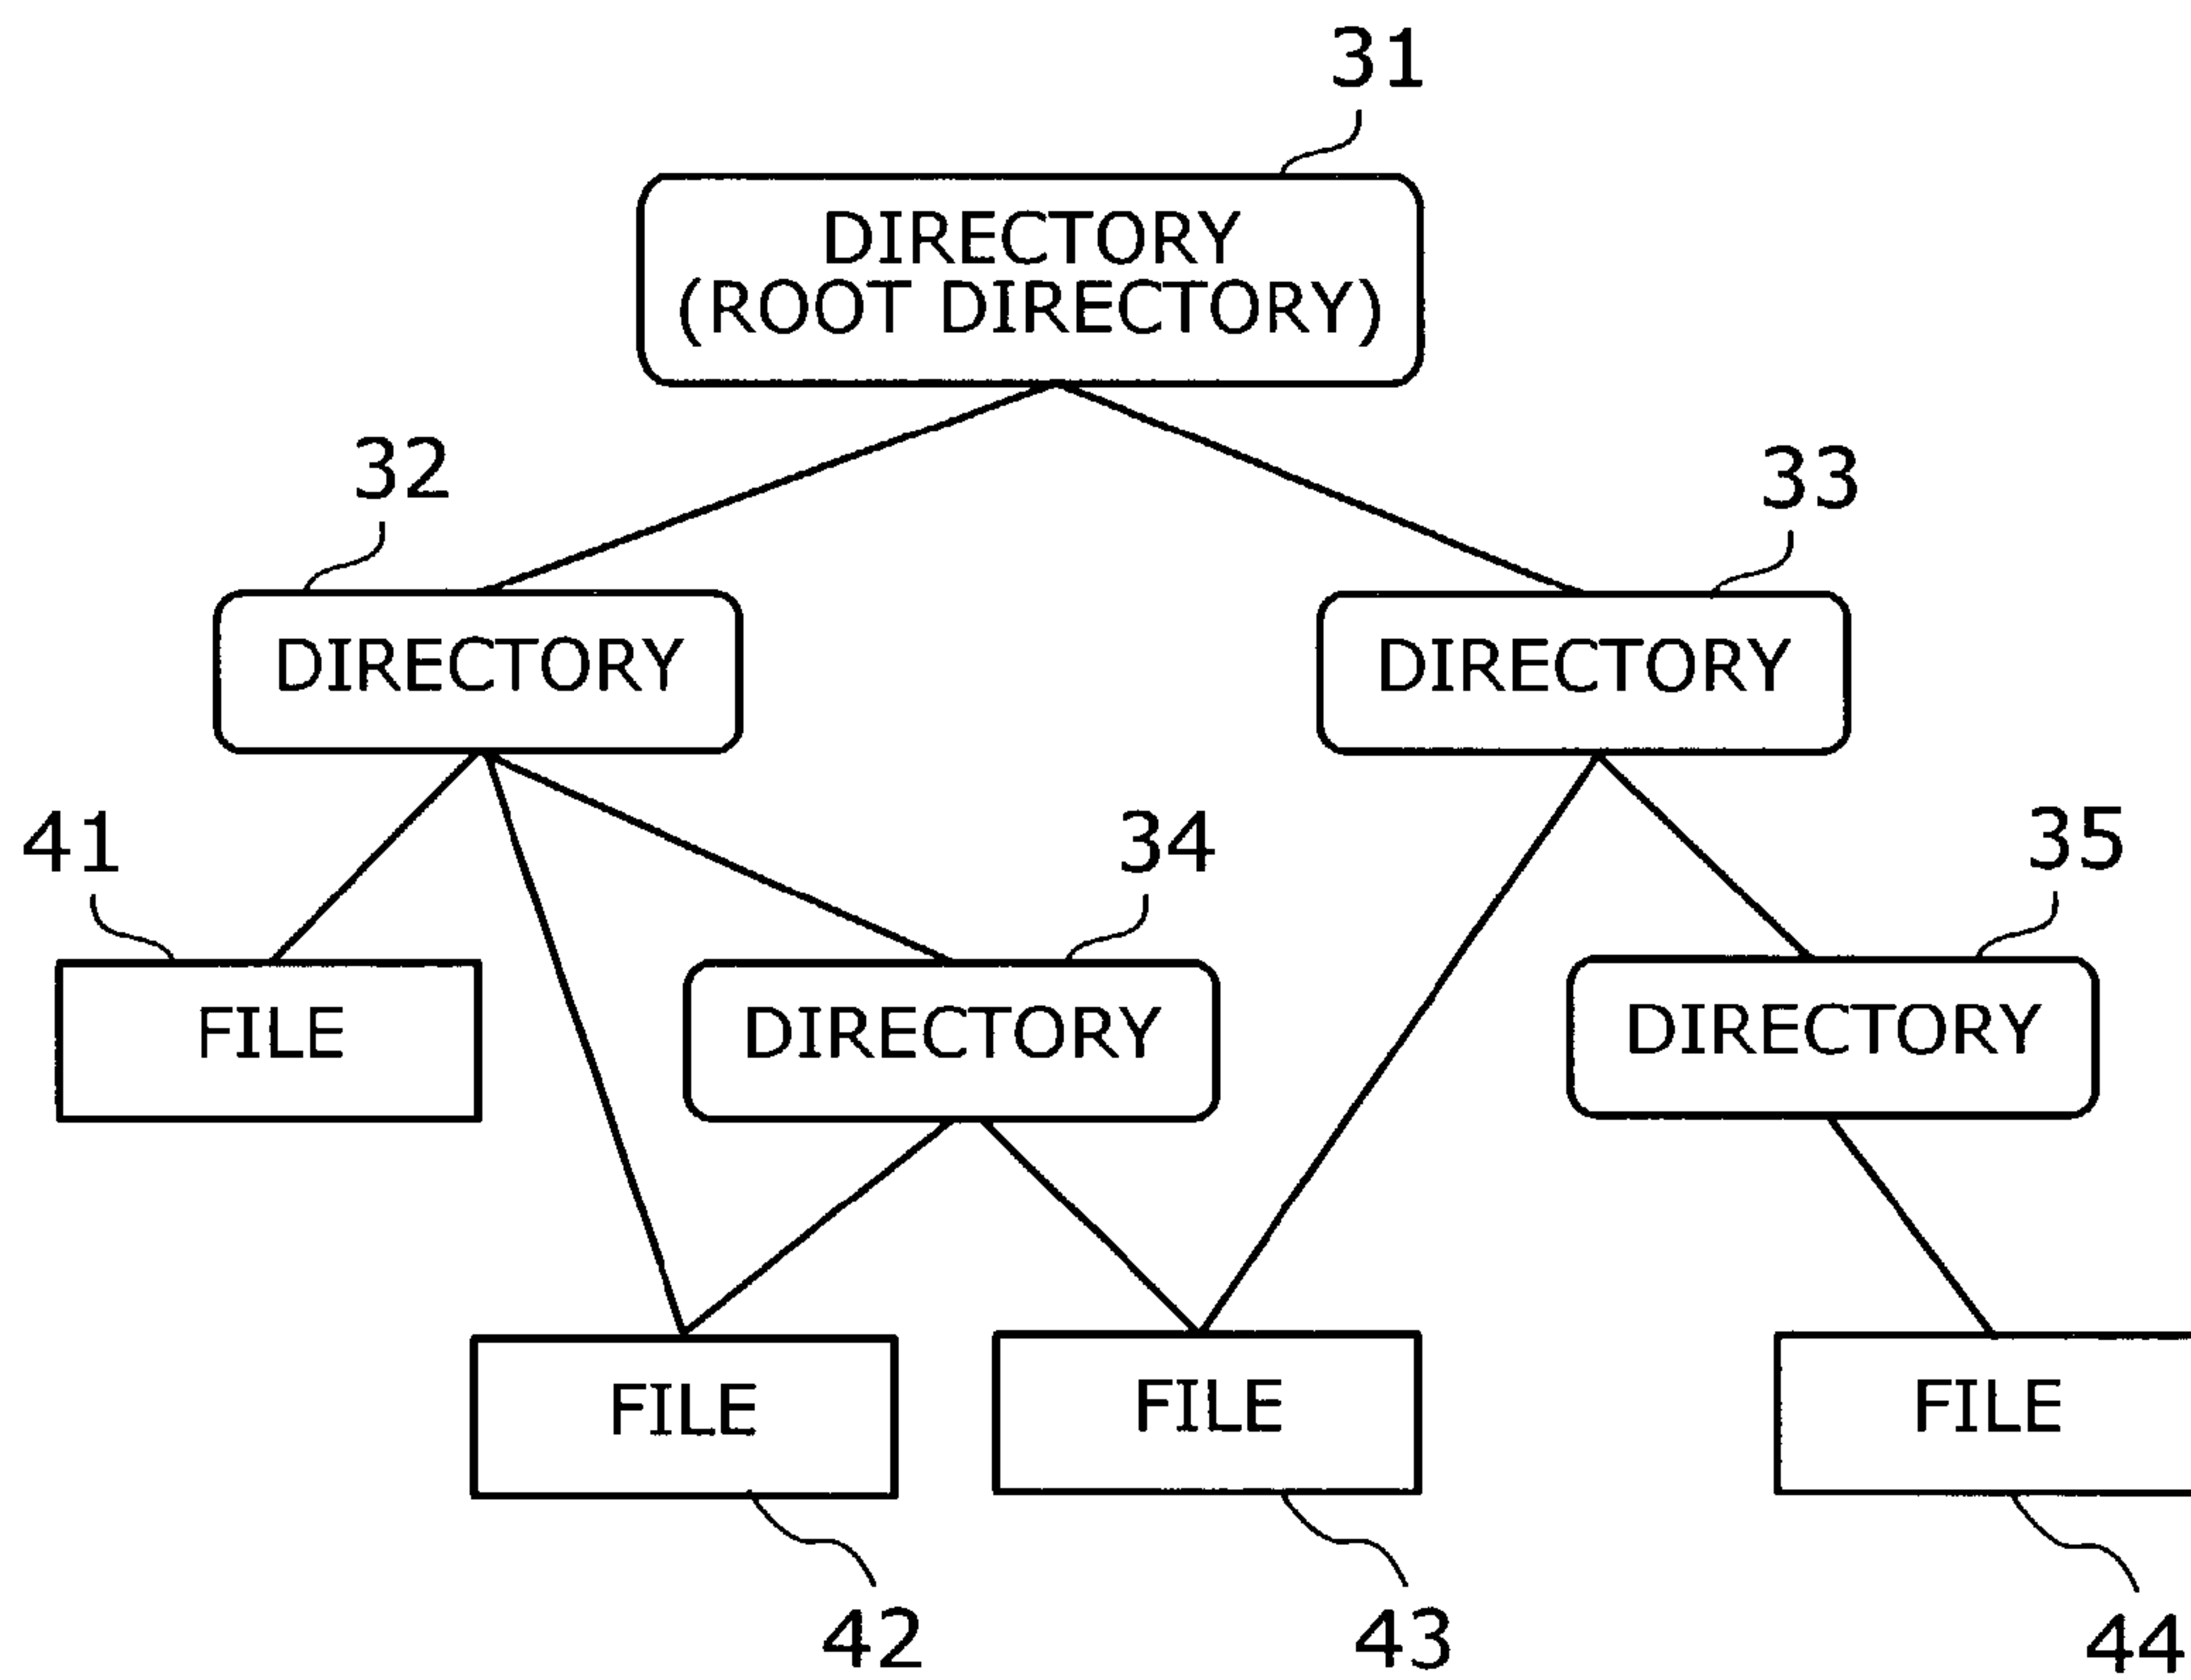 31
DIRECTORY
(ROOT DIRECTORY)
32
33
DIRECTORY
DIRECTORY
41
34
35
FILE
DIRECTORY
DIRECTORY
FILE
FILE
FILE
42
43
44